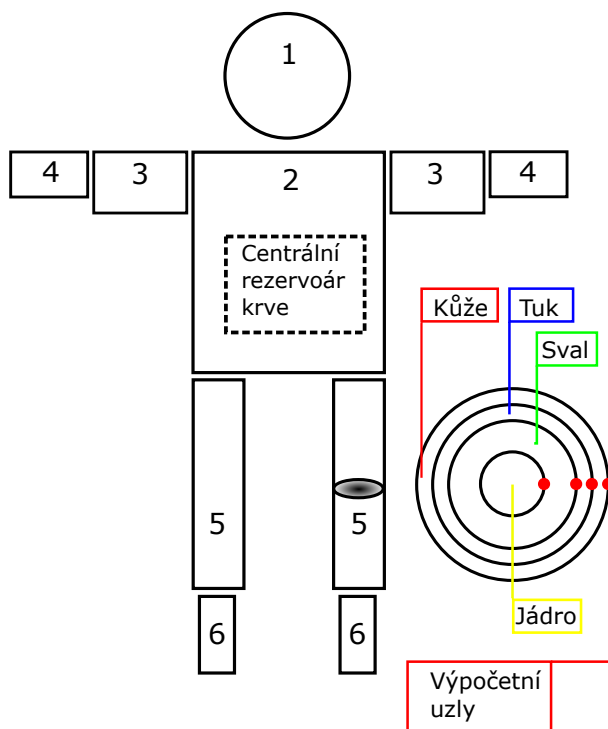 1
4
3
2
3
4
Centrální
rezervoár
krve
Kůže
Tuk
Sval
5
5
Jádro
6
6
Výpočetní
uzly